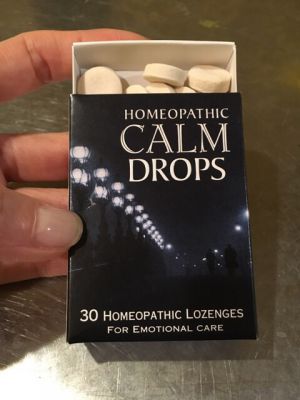 HOMEOPATHIC
CALM
DROPS
30 HOMEOPATHIC LOZENGES
FOR EMOTIONAL CARE